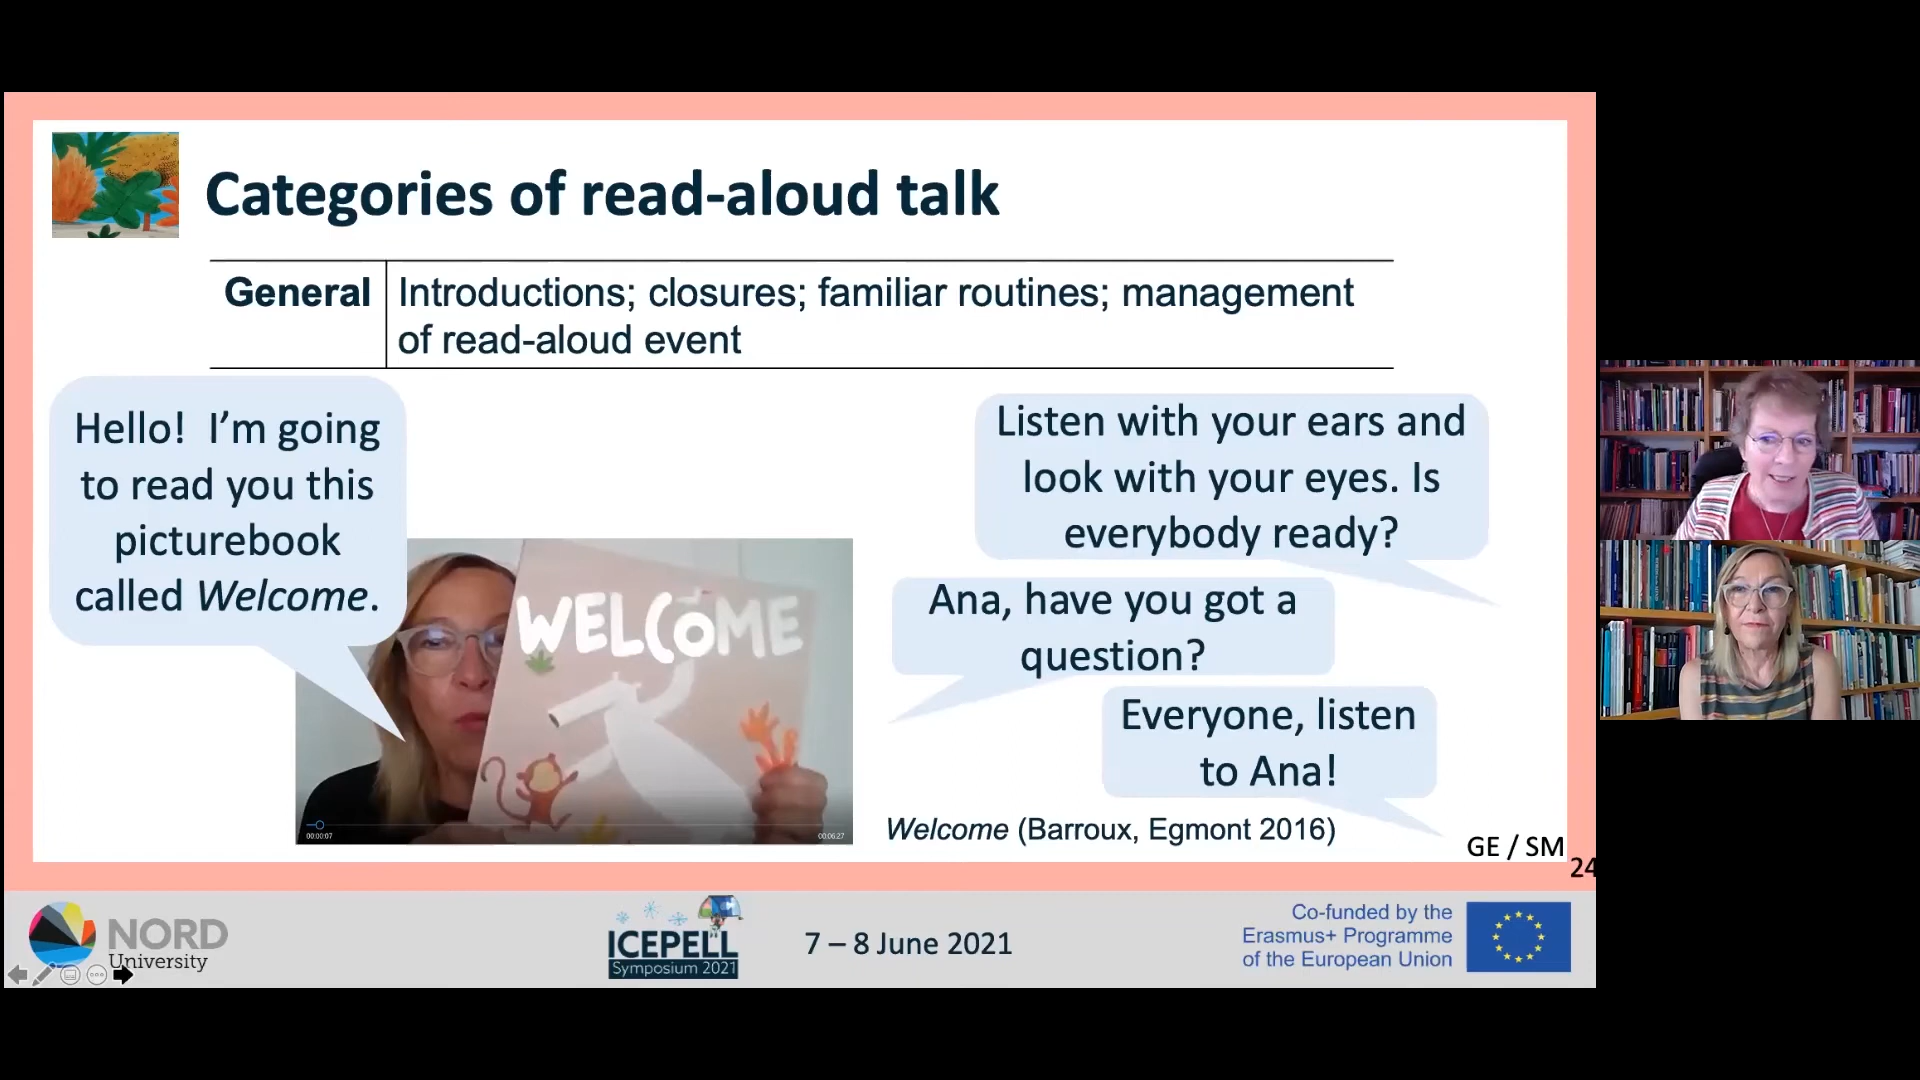 Categories of read-aloud talk
General
Introductions; closures; familiar routines; management
of read-aloud event
Hello!  I’m going
to read you this
picturebook
called Welcome.
WELCOME
00:00:07
00:06:27
Listen with your ears and
look with your eyes. Is
everybody ready?
Ana, have you got a
question?
Everyone, listen
to Ana!
Welcome (Barroux, Egmont 2016)
GE / SM
24
NORD
University
ICEPELL
Symposium 2021
7 – 8 June 2021
Co-funded by the
Erasmus+ Programme
of the European Union